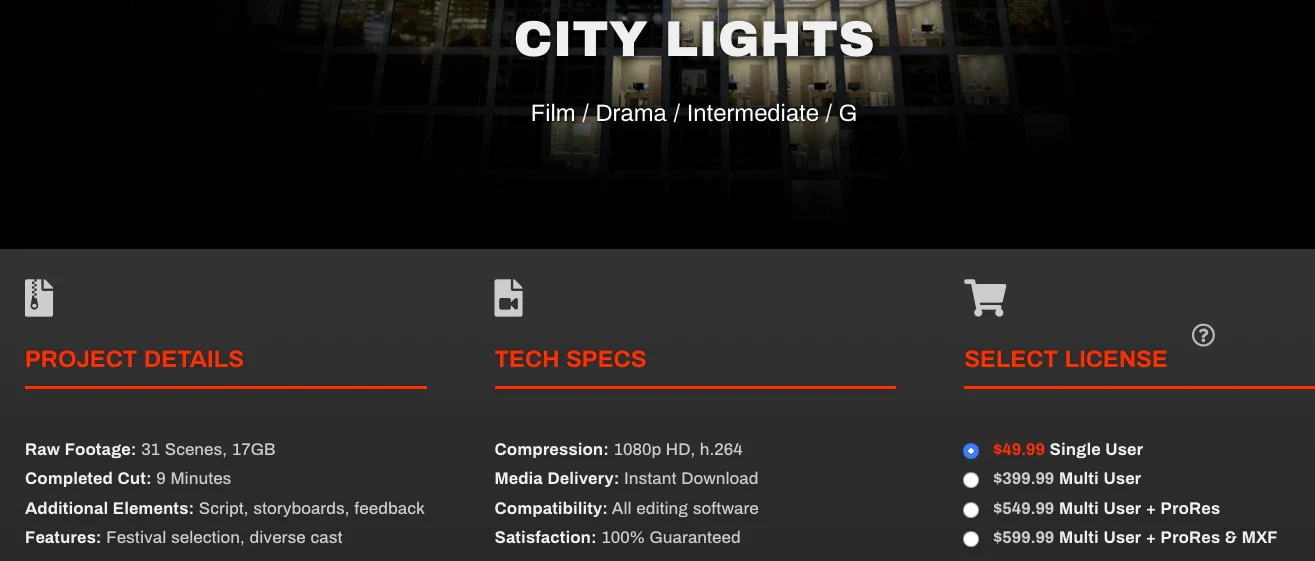 CITY LIGHTS
Film / Drama / Intermediate / G
PROJECT DETAILS
Raw Footage: 31 Scenes, 17GB
Completed Cut: 9 Minutes
Additional Elements: Script, storyboards, feedback
Features: Festival selection, diverse cast
TECH SPECS
Compression: 1080p HD, h.264
Media Delivery: Instant Download
Compatibility: All editing software
Satisfaction: 100% Guaranteed
SELECT LICENSE
?
$49.99 Single User
$399.99 Multi User
$549.99 Multi User + ProRes
$599.99 Multi User + ProRes & MXF